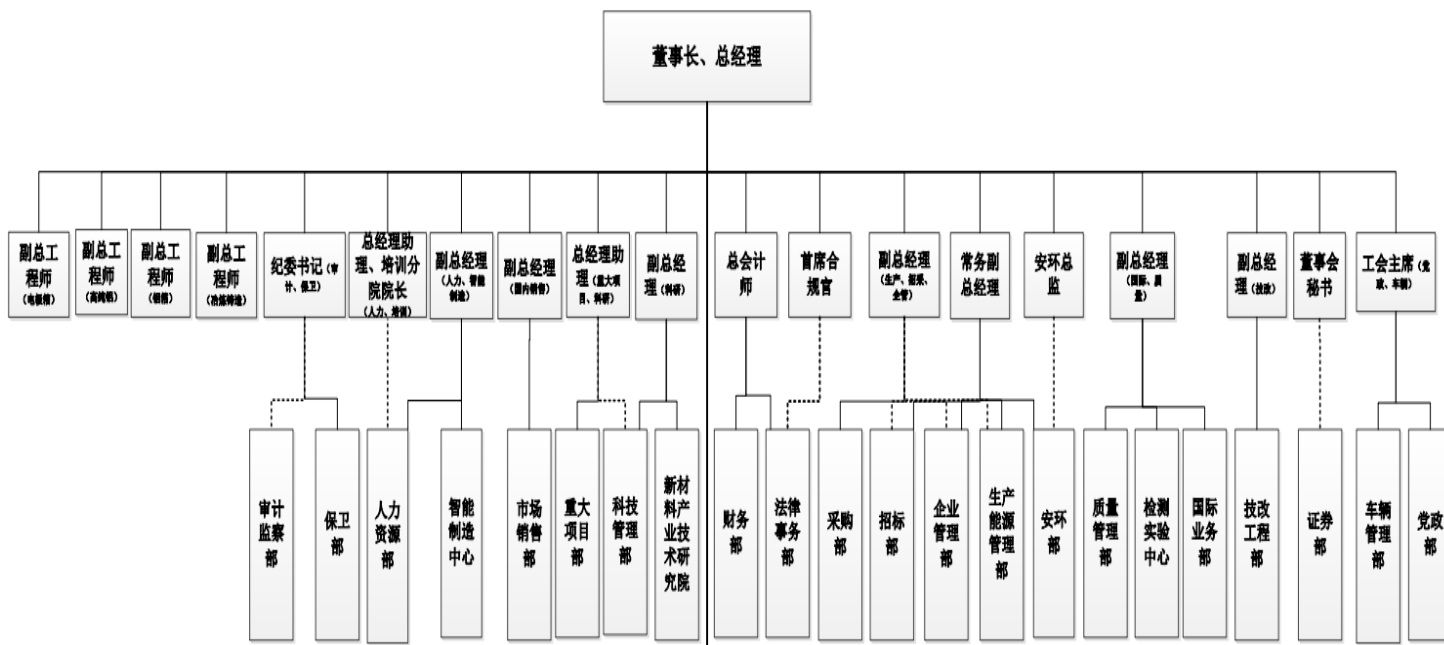 董事长、总经理
副总工
程师
（电极箔）
副总工
程师
（高纯铝）
副总工
程师
（铝箔）
副总工
程师
（冶炼铸造）
纪委书记（审
计、保卫）
总经理助
理、培训分
院院长
（人力、培训）
副总经理
（人力、智能
制造）
副总经理
（国内销售）
总经理助
理（重大项
目、科研）
副总经
理（科研）
总会计
师
首席合
规官
副总经理
（生产、招采、
企管）
常务副
总经理
安环总
监
副总经理
（国际、质
量）
副总经
理（技改）
董事会
秘书
工会主席（党
政、车辆）
审计
监察
部
保卫
部
人力
资源
部
智能
制造
中心
市场
销售
部
重大
项目
部
科技
管理
部
新材
料产
业技
术研
究院
财务
部
法律
事务
部
采购
部
招标
部
企业
管理
部
生产
能源
管理
部
安环
部
质量
管理
部
检测
实验
中心
国际
业务
部
技改
工程
部
证券
部
车辆
管理
部
党政
部